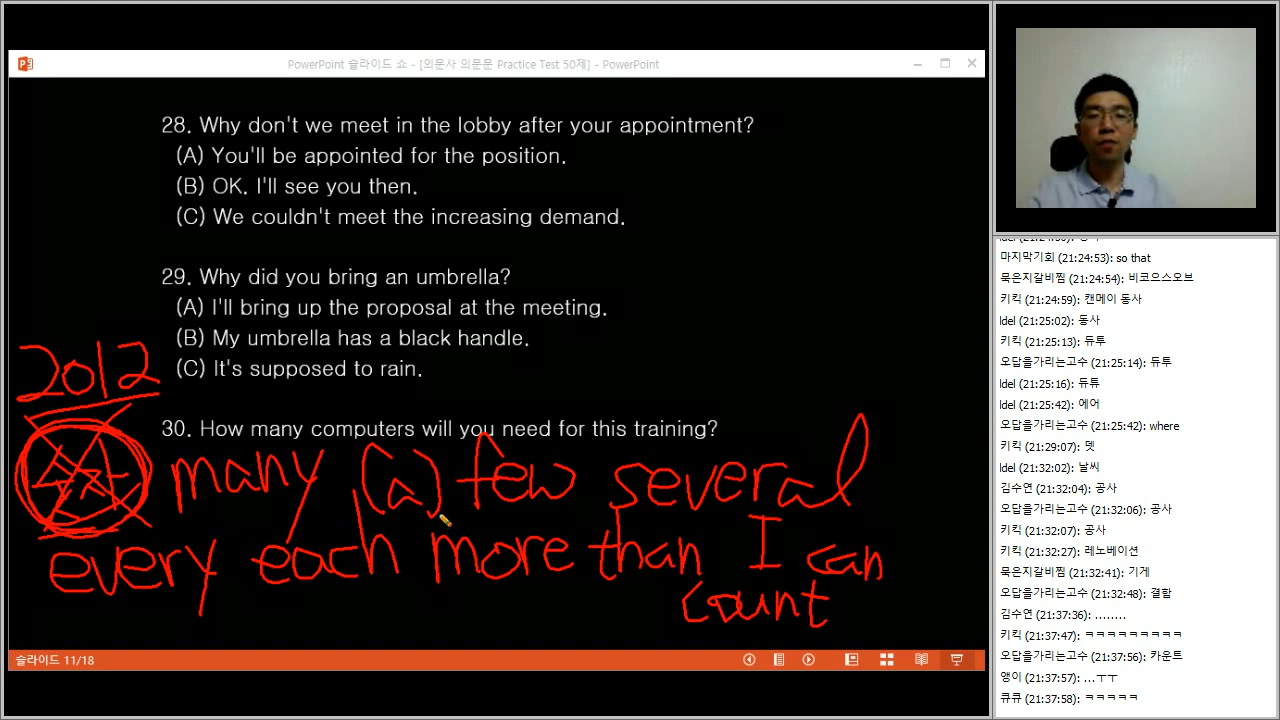 PowerPoint 슬라이드 쇼 - [의문사 의문문 Practice Test 50제] - PowerPoint
28. Why don't we meet in the lobby after your appointment?
(A) You'll be appointed for the position.
(B) OK. I'll see you then.
(C) We couldn't meet the increasing demand.
29. Why did you bring an umbrella?
(A) I'll bring up the proposal at the meeting.
(B) My umbrella has a black handle.
(C) It's supposed to rain.
30. How many computers will you need for this training?
2012
many (a) few several
every each more than I can
count
슬라이드 11/18
마지막기회 (21:24:53): so that
묵은지갈비찜 (21:24:54): 비코으스오브
키킥 (21:24:59): 캔메이 동사
Idel (21:25:02): 동사
키킥 (21:25:13): 듀투
오답을가리는고수 (21:25:14): 듀투
Idel (21:25:16): 듀튜
Idel (21:25:42): 에어
오답을가리는고수 (21:25:42): where
키킥 (21:29:07): 뎃
Idel (21:32:02): 날씨
김수연 (21:32:04): 공사
오답을가리는고수 (21:32:06): 공사
키킥 (21:32:07): 공사
키킥 (21:32:27): 레노베이션
묵은지갈비찜 (21:32:41): 기게
오답을가리는고수 (21:32:48): 결함
김수연 (21:37:36): ........
키킥 (21:37:47): ㅋㅋㅋㅋㅋㅋㅋㅋㅋ
오답을가리는고수 (21:37:56): 카운트
앵이 (21:37:57): ...ㅜㅜ
큐큐 (21:37:58): ㅋㅋㅋㅋㅋ